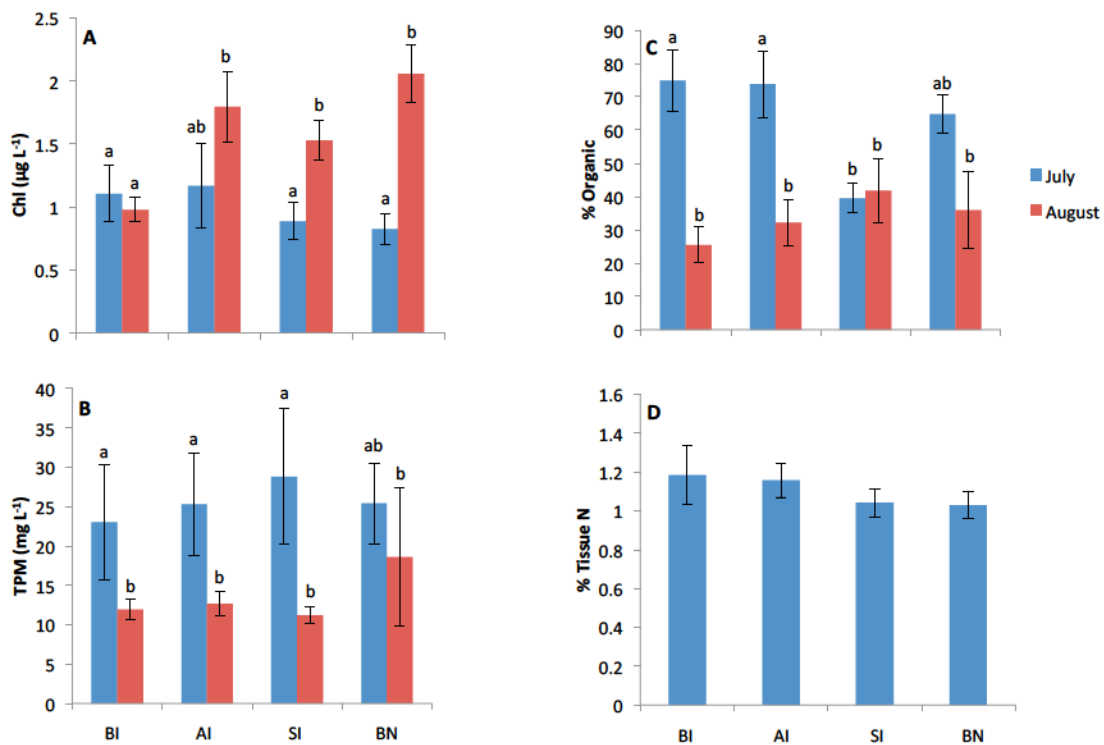 A
2.5
2
1.5
1
0.5
0
Chl (µg L⁻¹)
a
a
ab
b
a
b
a
b
B
40
35
30
25
20
15
10
5
0
TPM (mg L⁻¹)
a
b
a
b
a
b
ab
b
BI AI SI BN
C
90
80
70
60
50
40
30
20
10
0
% Organic
a
b
a
b
b
b
ab
b
July
August
D
1.6
1.4
1.2
1
0.8
0.6
0.4
0.2
0
% Tissue N
BI AI SI BN